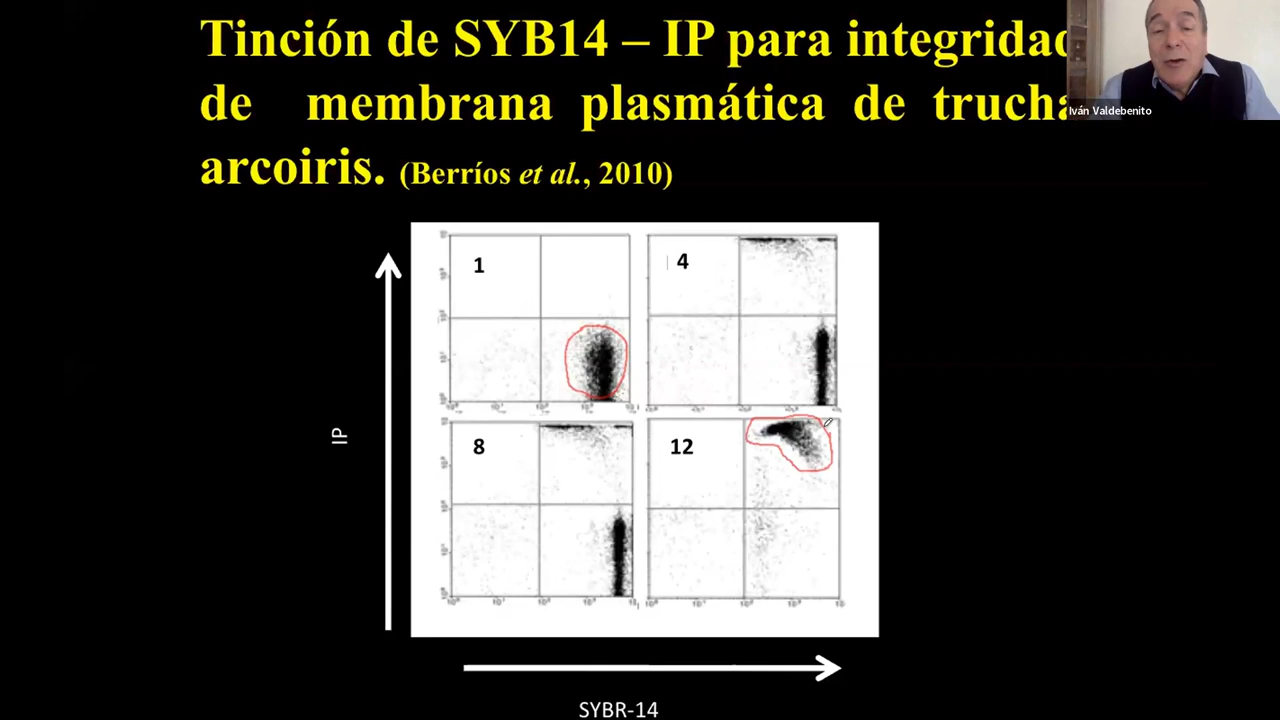 Tinción de SYB14 – IP para integridad
Iván Valdebenito
de membrana plasmática de trucha
arcoiris. (Berríos et al., 2010)
1
4
IP
8
12
SYBR-14